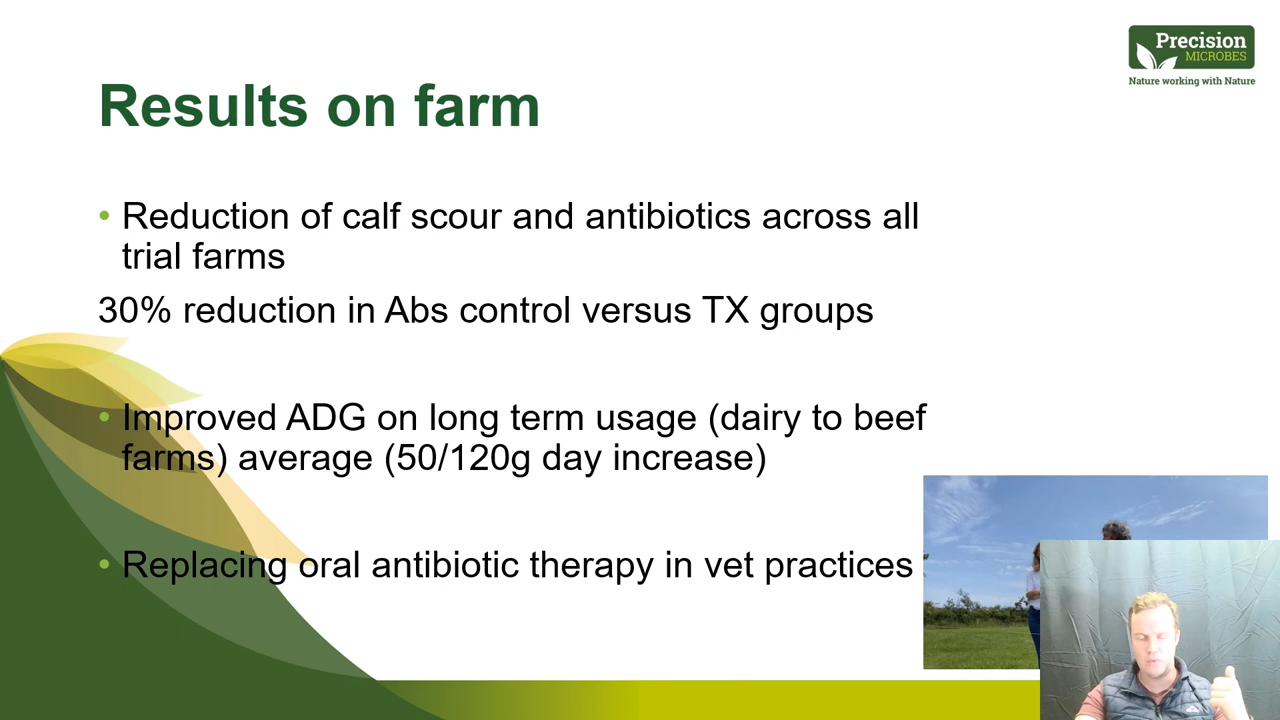 Precision
MICROBES
Nature working with Nature
Results on farm
• Reduction of calf scour and antibiotics across all
trial farms
30% reduction in Abs control versus TX groups
• Improved ADG on long term usage (dairy to beef
farms) average (50/120g day increase)
• Replacing oral antibiotic therapy in vet practices